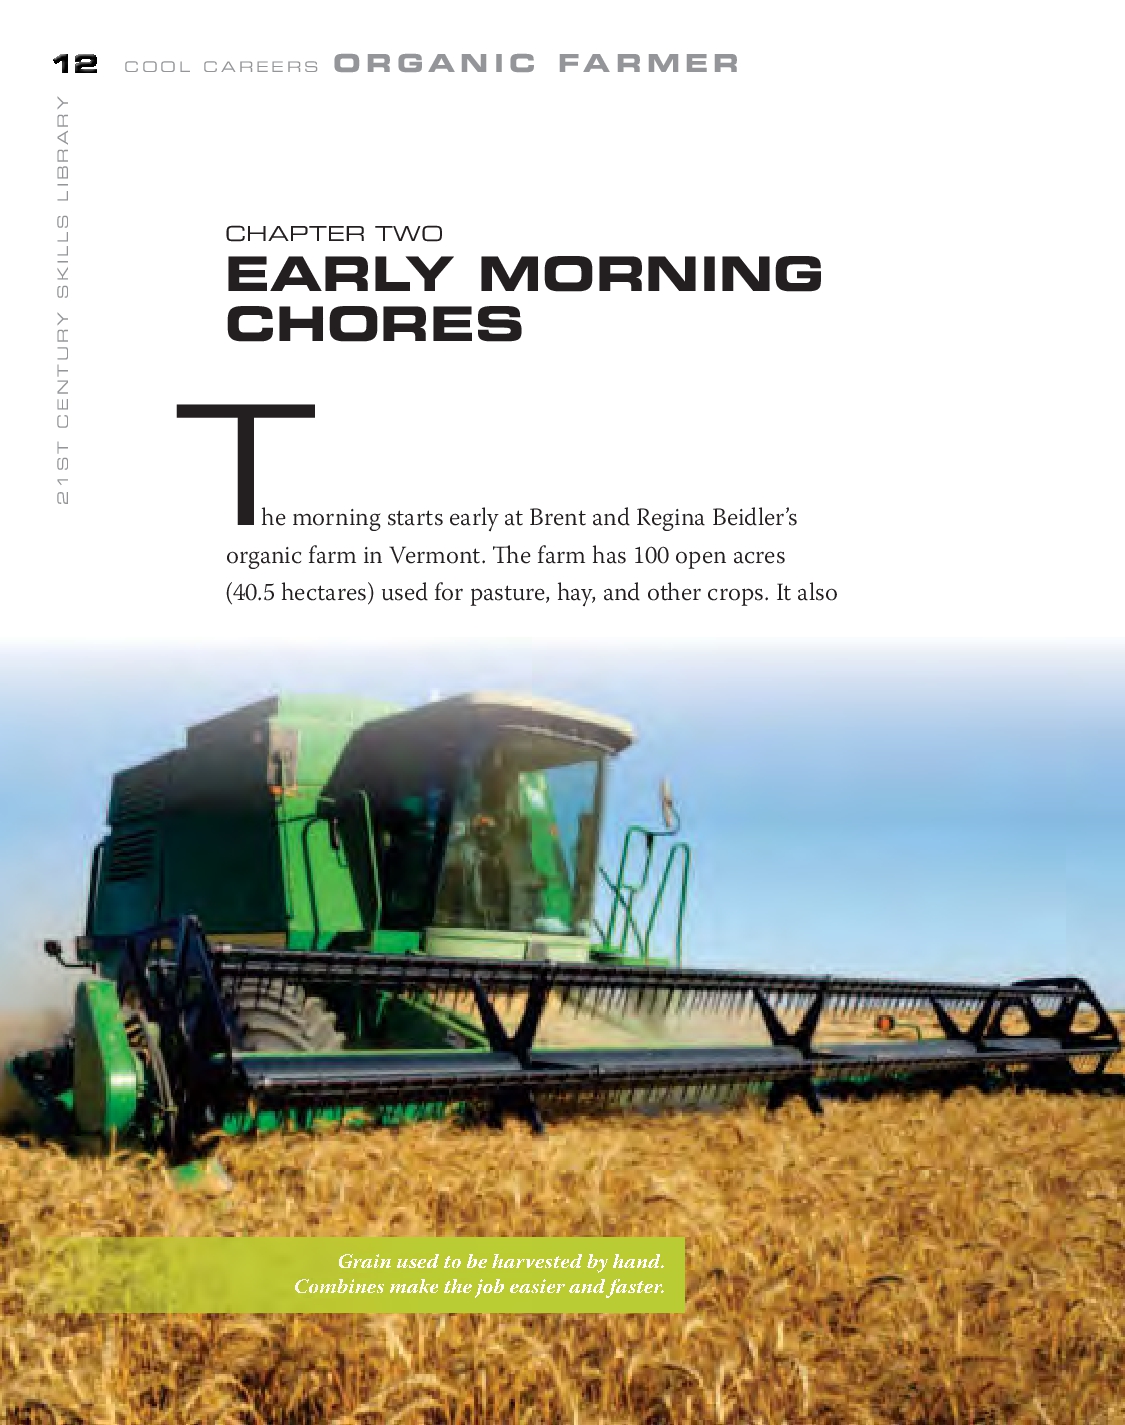 12 COOL CAREERS ORGANIC FARMER
21ST CENTURY SKILLS LIBRARY
CHAPTER TWO
EARLY MORNING
CHORES
The morning starts early at Brent and Regina Beidler’s
organic farm in Vermont. The farm has 100 open acres
(40.5 hectares) used for pasture, hay, and other crops. It also
Grain used to be harvested by hand.
Combines make the job easier and faster.